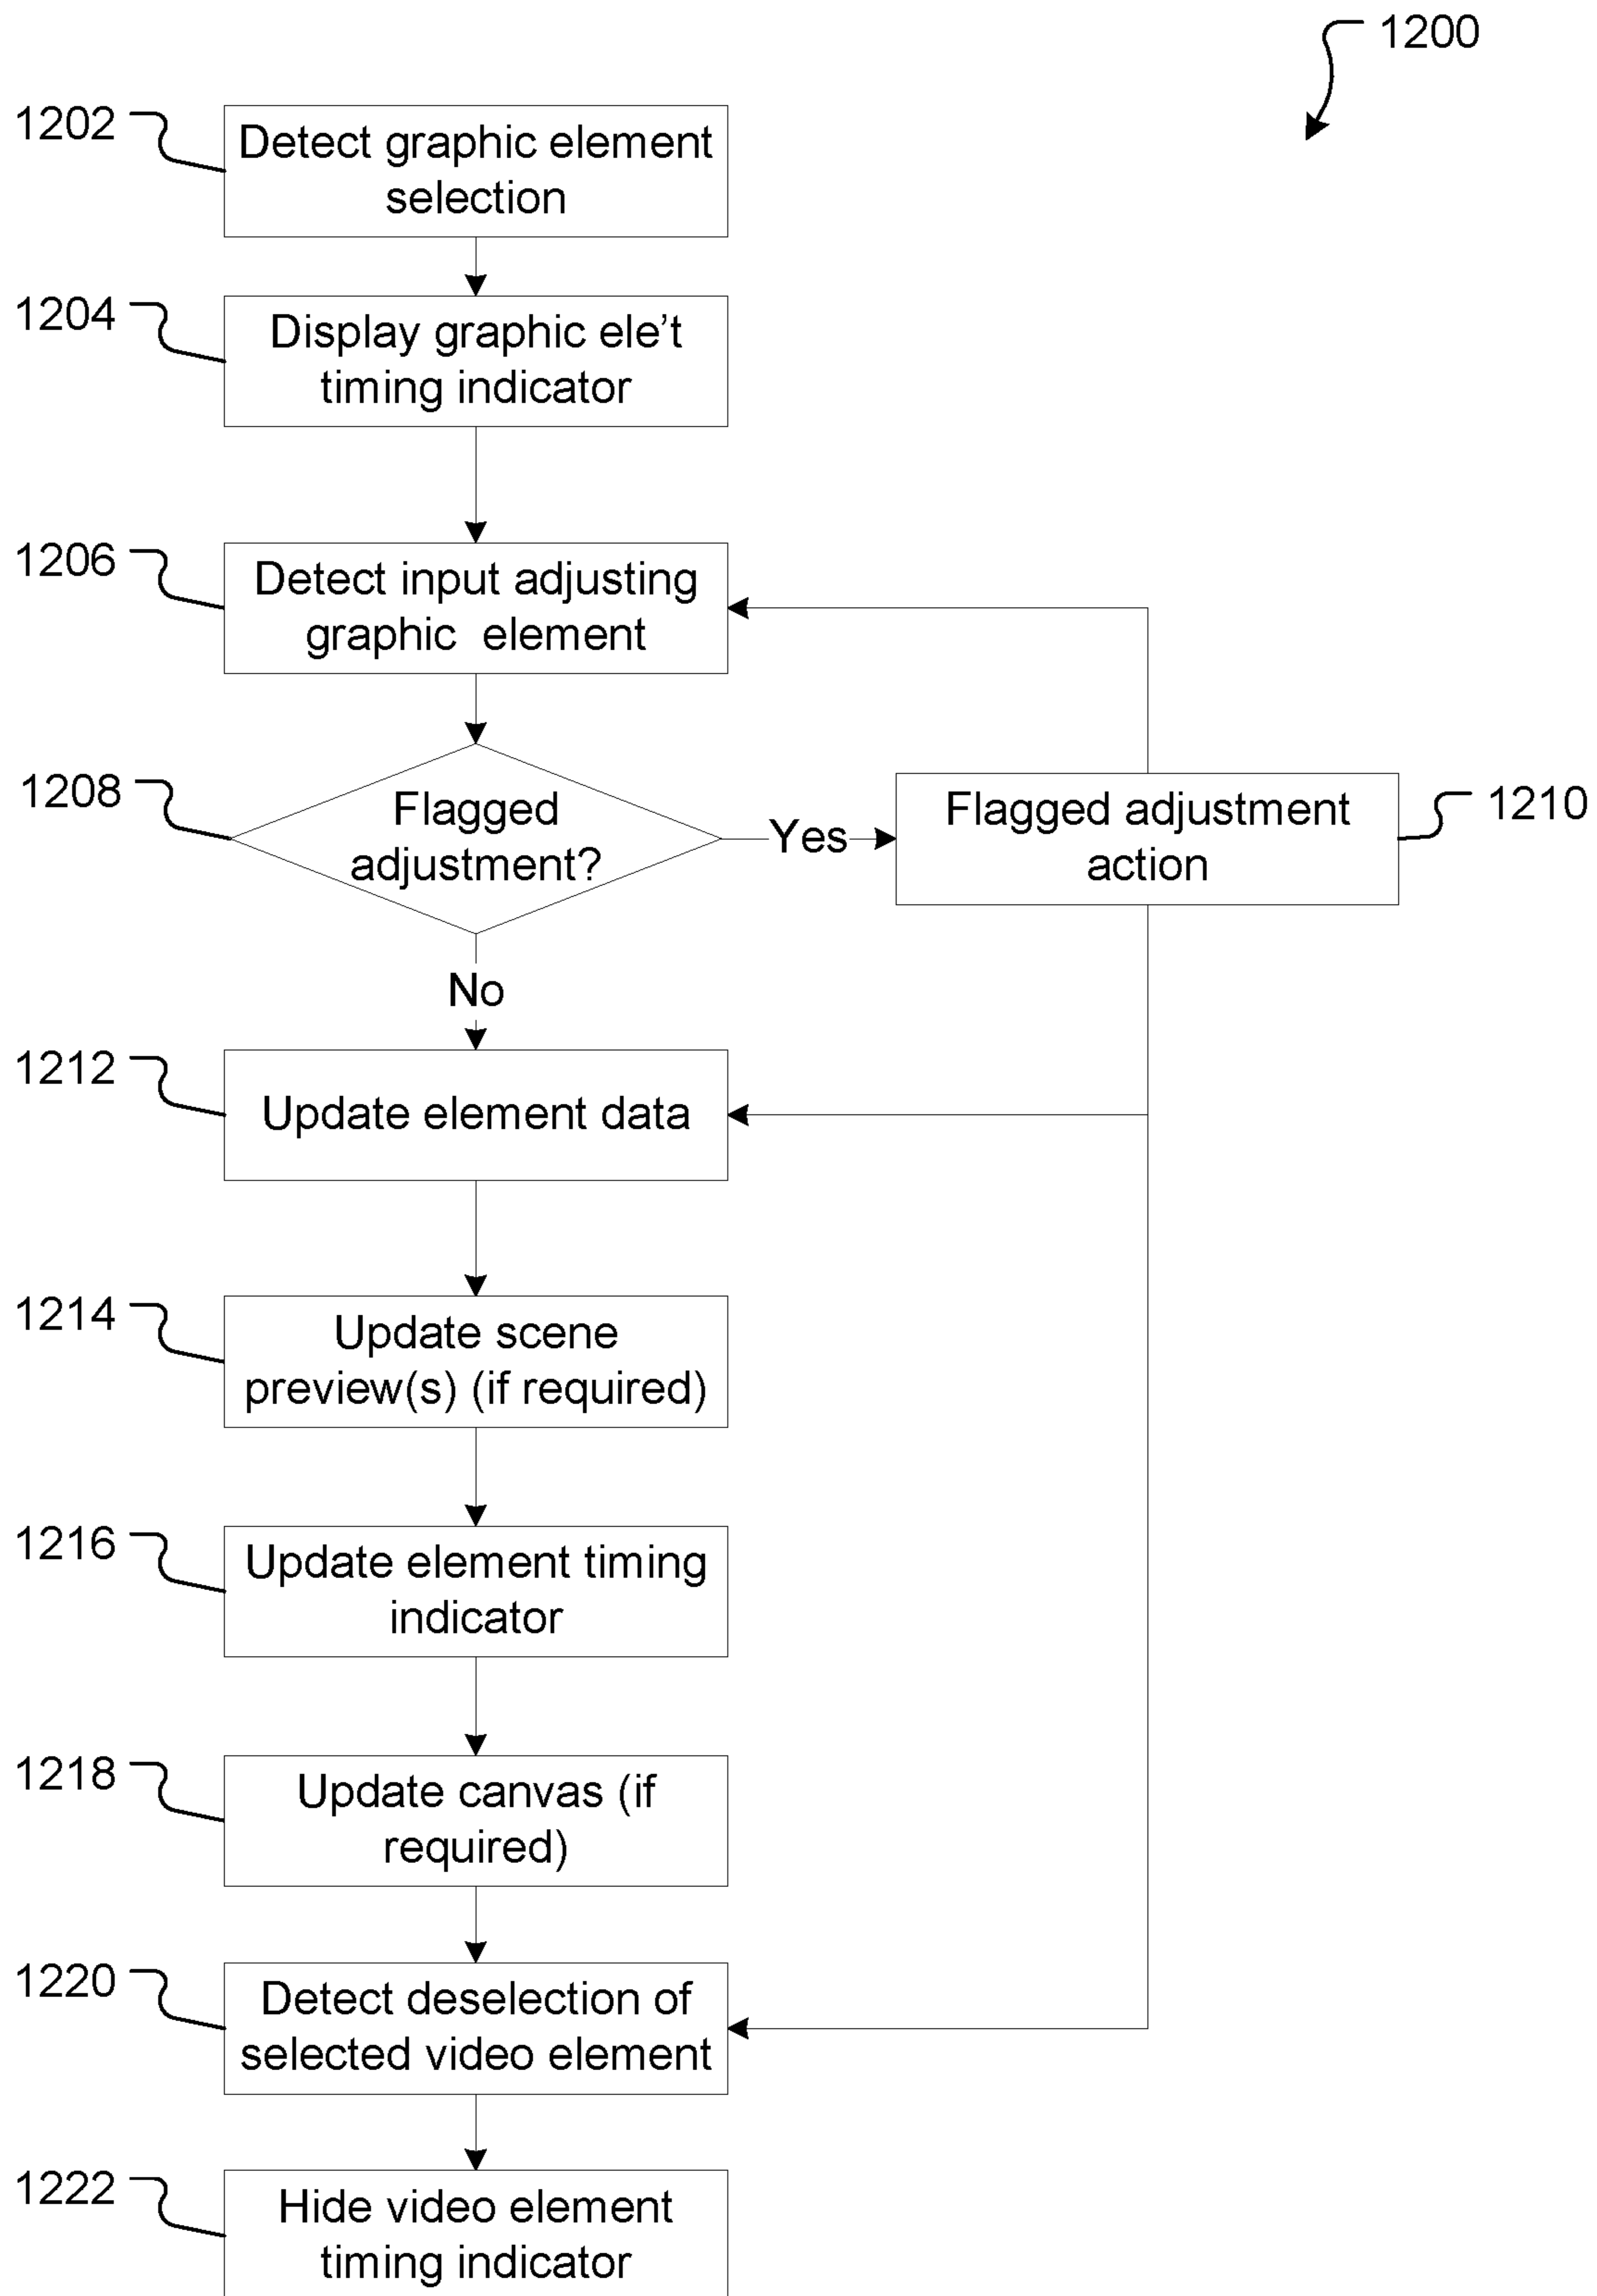 1200
1202
Detect graphic element
selection
1204
Display graphic ele't
timing indicator
1206
Detect input adjusting
graphic  element
1208
Flagged
adjustment?
Yes
Flagged adjustment
action
1210
No
1212
Update element data
1214
Update scene
preview(s) (if required)
1216
Update element timing
indicator
1218
Update canvas (if
required)
1220
Detect deselection of
selected video element
1222
Hide video element
timing indicator